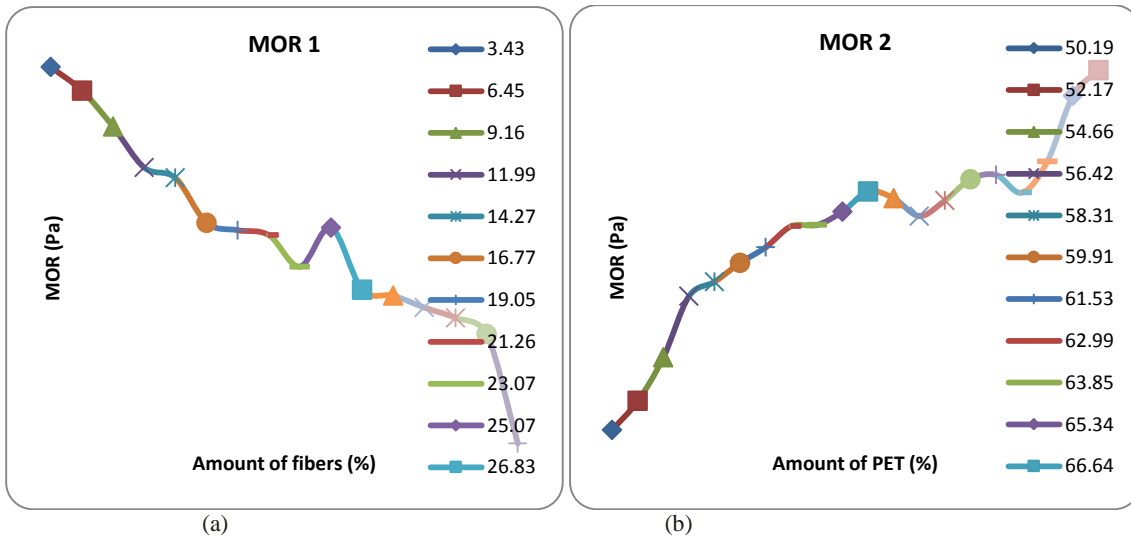 MOR 1
MOR (Pa)
Amount of fibers (%)
3.43
6.45
9.16
11.99
14.27
16.77
19.05
21.26
23.07
25.07
26.83
(a)
MOR 2
MOR (Pa)
Amount of PET (%)
50.19
52.17
54.66
56.42
58.31
59.91
61.53
62.99
63.85
65.34
66.64
(b)